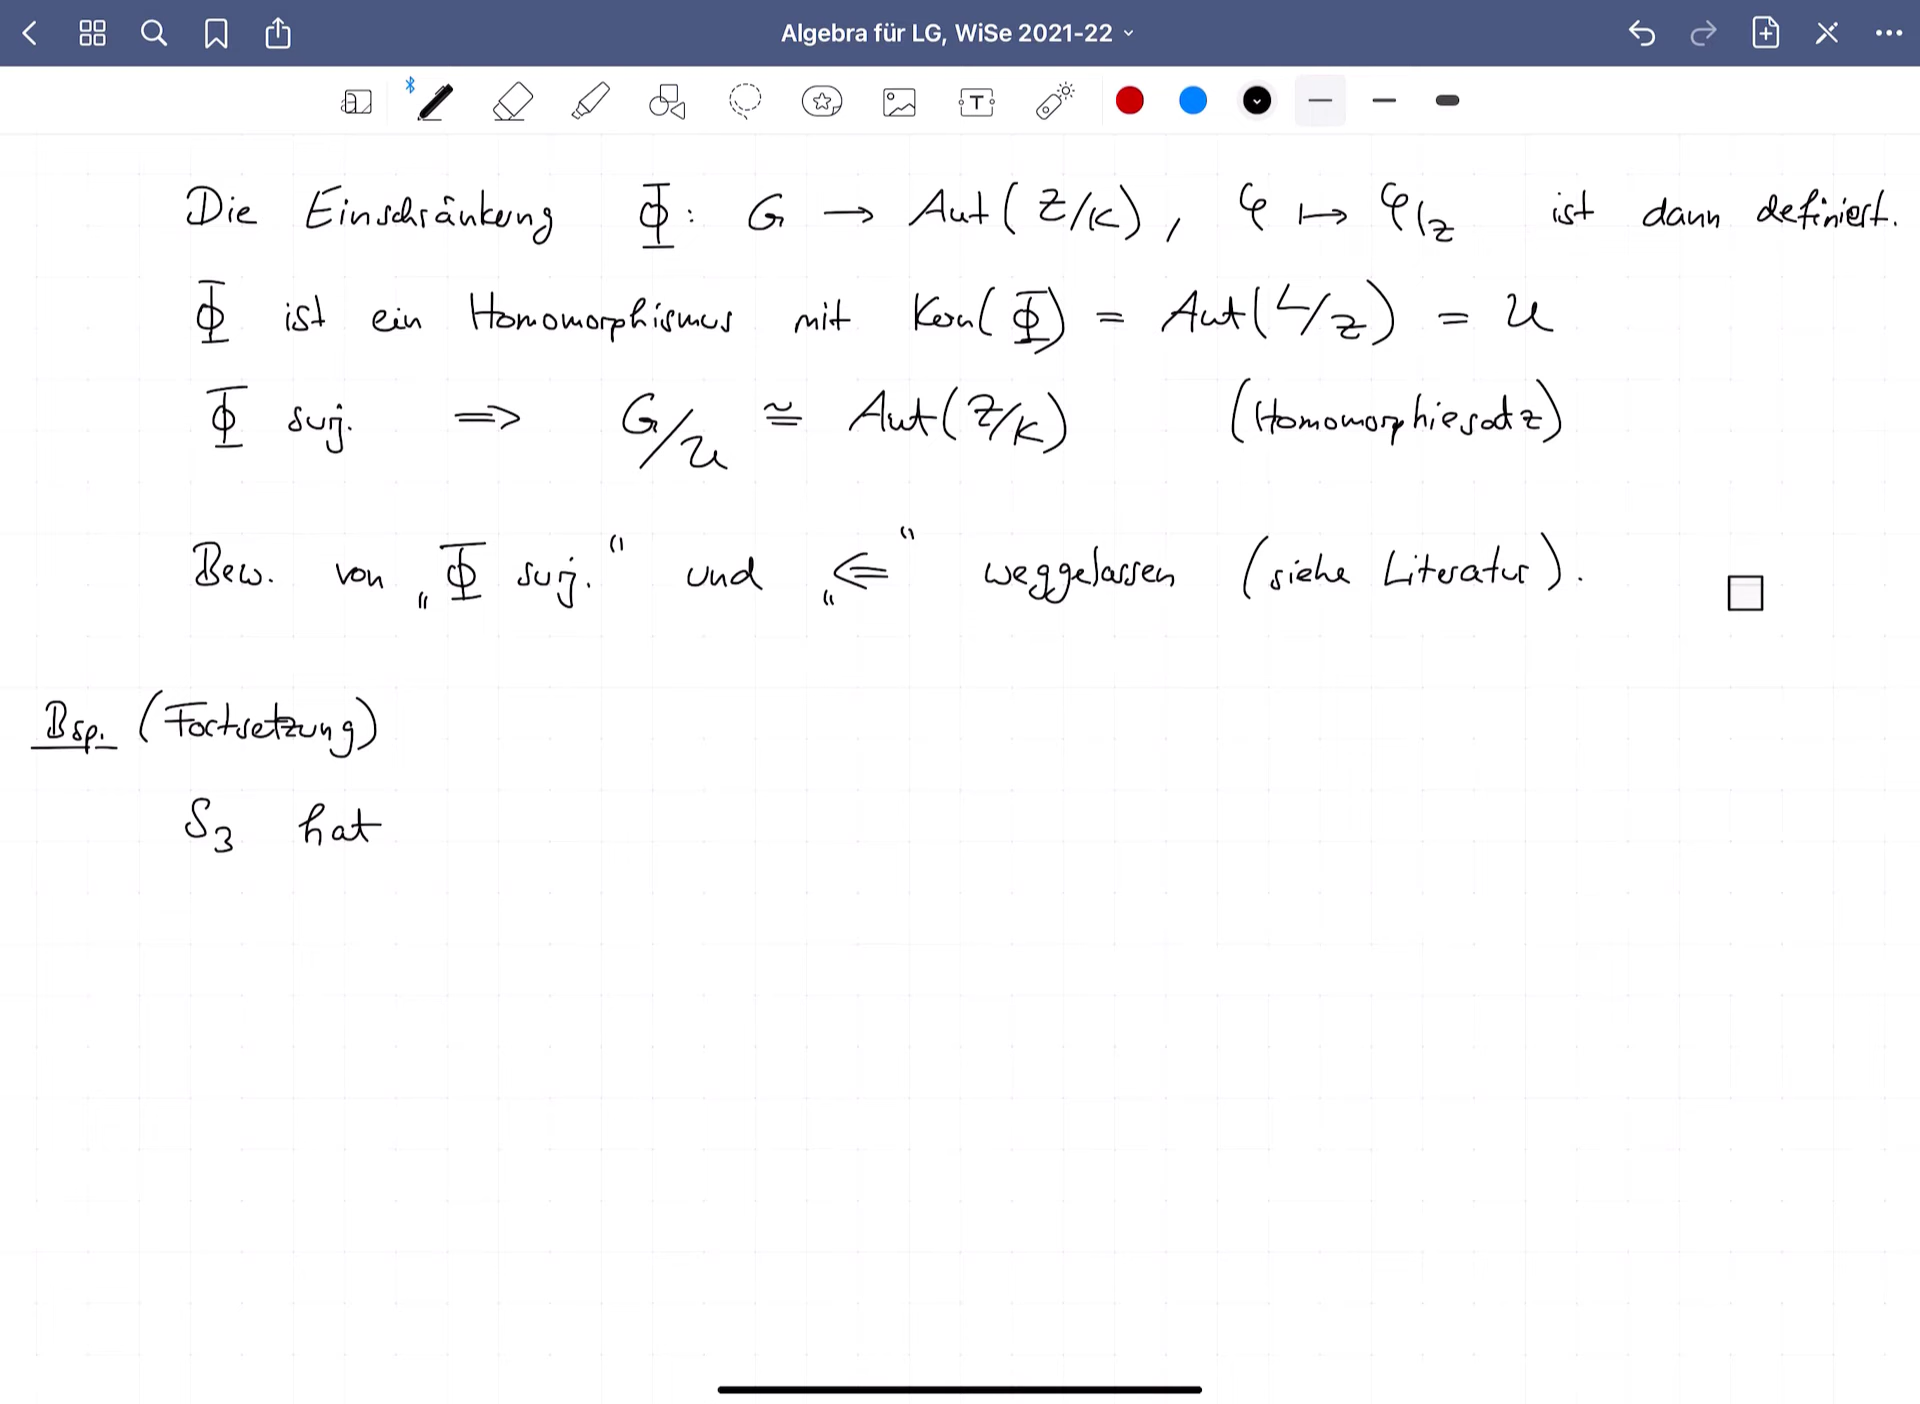 Algebra für LG, WiSe 2021-22
Die Einschränkung Φ: G → Aut(Z/K), φ ↦ φ|Z ist dann definiert.
Φ ist ein Homomorphismus mit Kern(Φ) = Aut(L/Z) = U
Φ surj. ⟹ G/U ≅ Aut(Z/K) (Homomorphiesatz)
Bew. von „Φ surj.“ und „⇐“ weggelassen (siehe Literatur). □
Bsp. (Fortsetzung)
S₃ hat